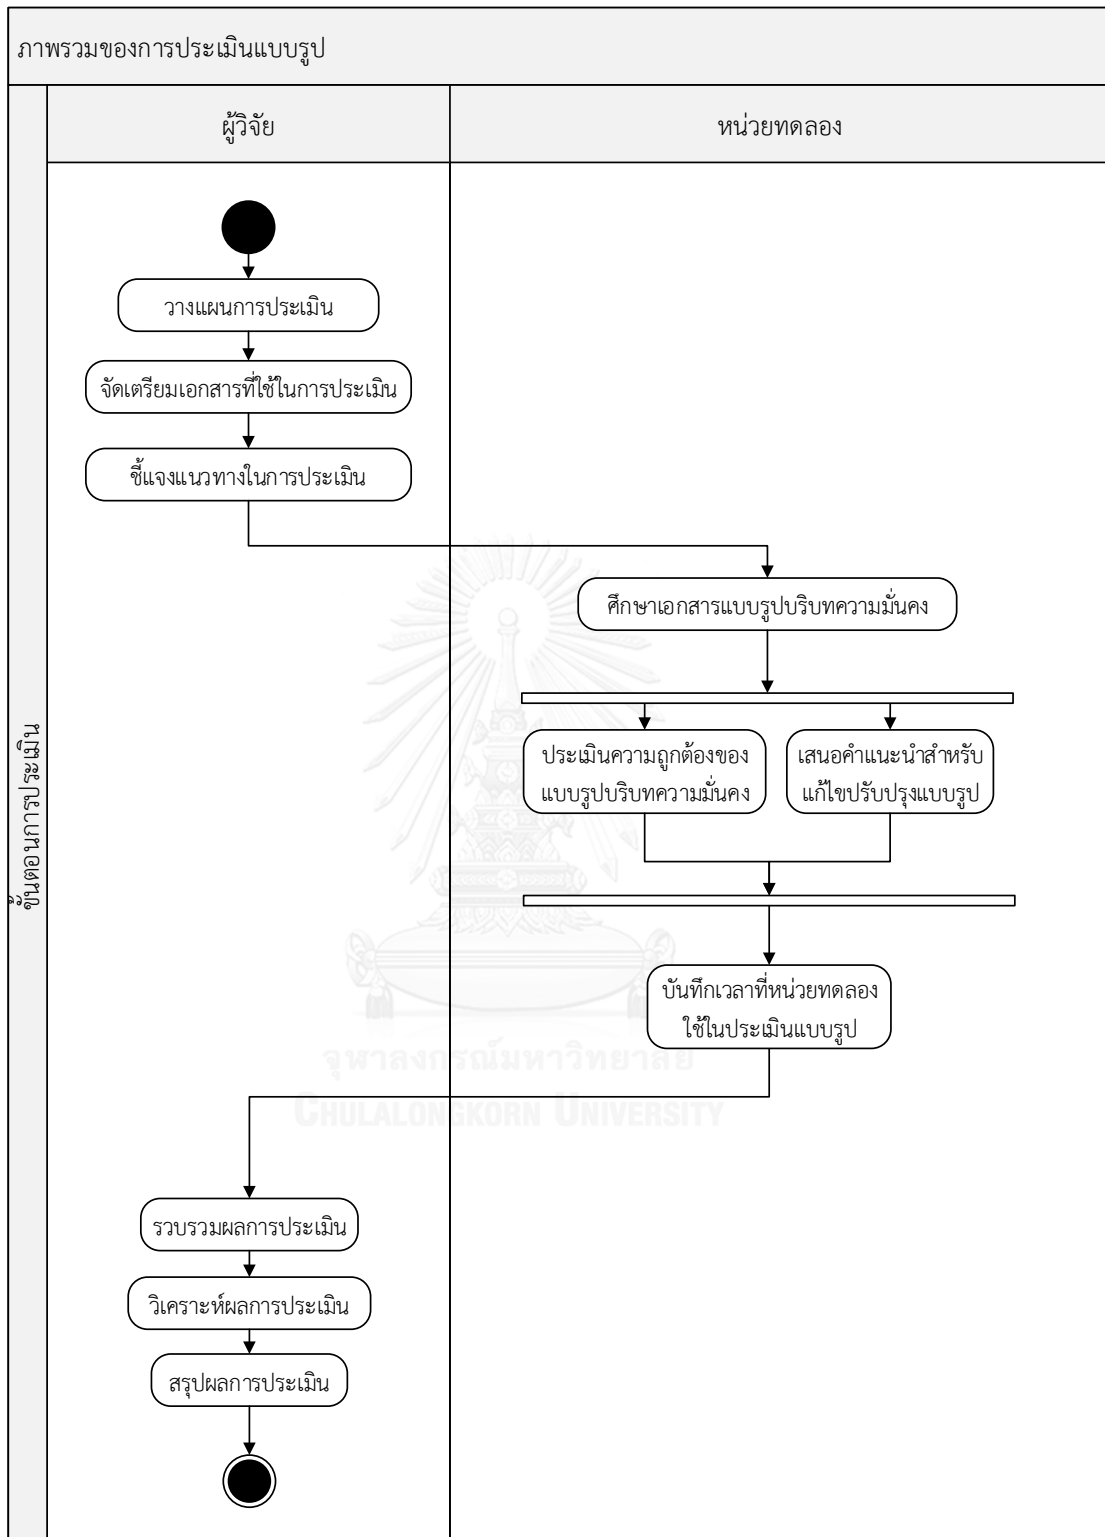 ภาพรวมของการประเมินแบบรูป
ผู้วิจัย
หน่วยทดลอง
ขั้นตอนการประเมิน
วางแผนการประเมิน
จัดเตรียมเอกสารที่ใช้ในการประเมิน
ชี้แจงแนวทางในการประเมิน
ศึกษาเอกสารแบบรูปบริบทความมั่นคง
ประเมินความถูกต้องของ
แบบรูปบริบทความมั่นคง
เสนอคำแนะนำสำหรับ
แก้ไขปรับปรุงแบบรูป
บันทึกเวลาที่หน่วยทดลอง
ใช้ในประเมินแบบรูป
จุฬาลงกรณ์มหาวิทยาลัย
CHULALONGKORN UNIVERSITY
รวบรวมผลการประเมิน
วิเคราะห์ผลการประเมิน
สรุปผลการประเมิน